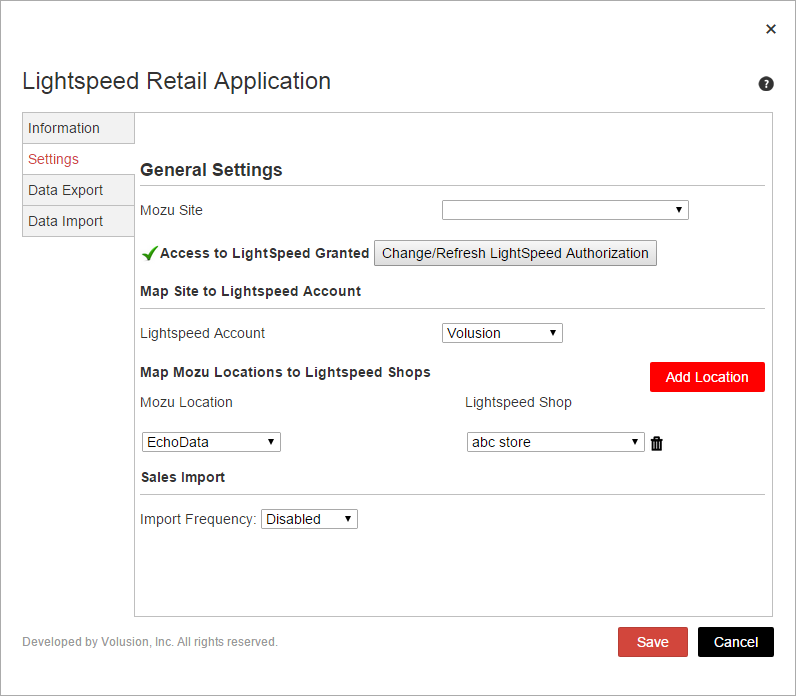 ×
Lightspeed Retail Application
?
Information
Settings
Data Export
Data Import
General Settings
Mozu Site
Access to LightSpeed Granted Change/Refresh LightSpeed Authorization
Map Site to Lightspeed Account
Lightspeed Account Volusion
Map Mozu Locations to Lightspeed Shops Add Location
Mozu Location Lightspeed Shop
EchoData abc store
Sales Import
Import Frequency: Disabled
Developed by Volusion, Inc. All rights reserved. Save Cancel